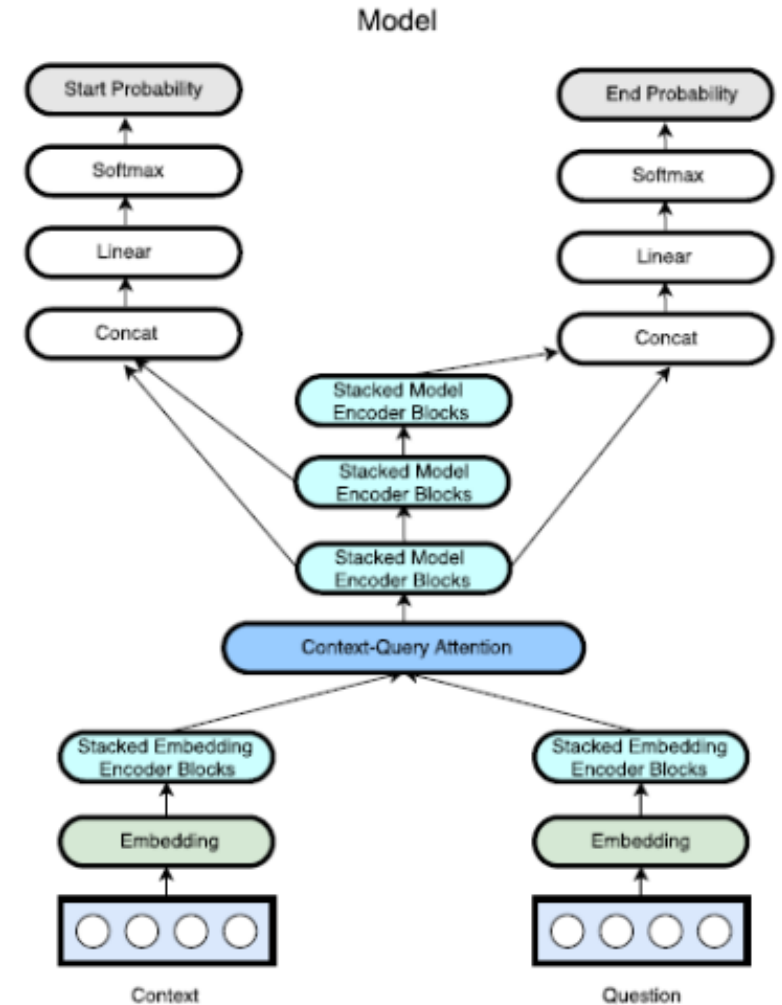 Model
Start Probability
End Probability
Softmax
Softmax
Linear
Linear
Concat
Concat
Stacked Model
Encoder Blocks
Stacked Model
Encoder Blocks
Stacked Model
Encoder Blocks
Context-Query Attention
Stacked Embedding
Encoder Blocks
Stacked Embedding
Encoder Blocks
Embedding
Embedding
Context
Question